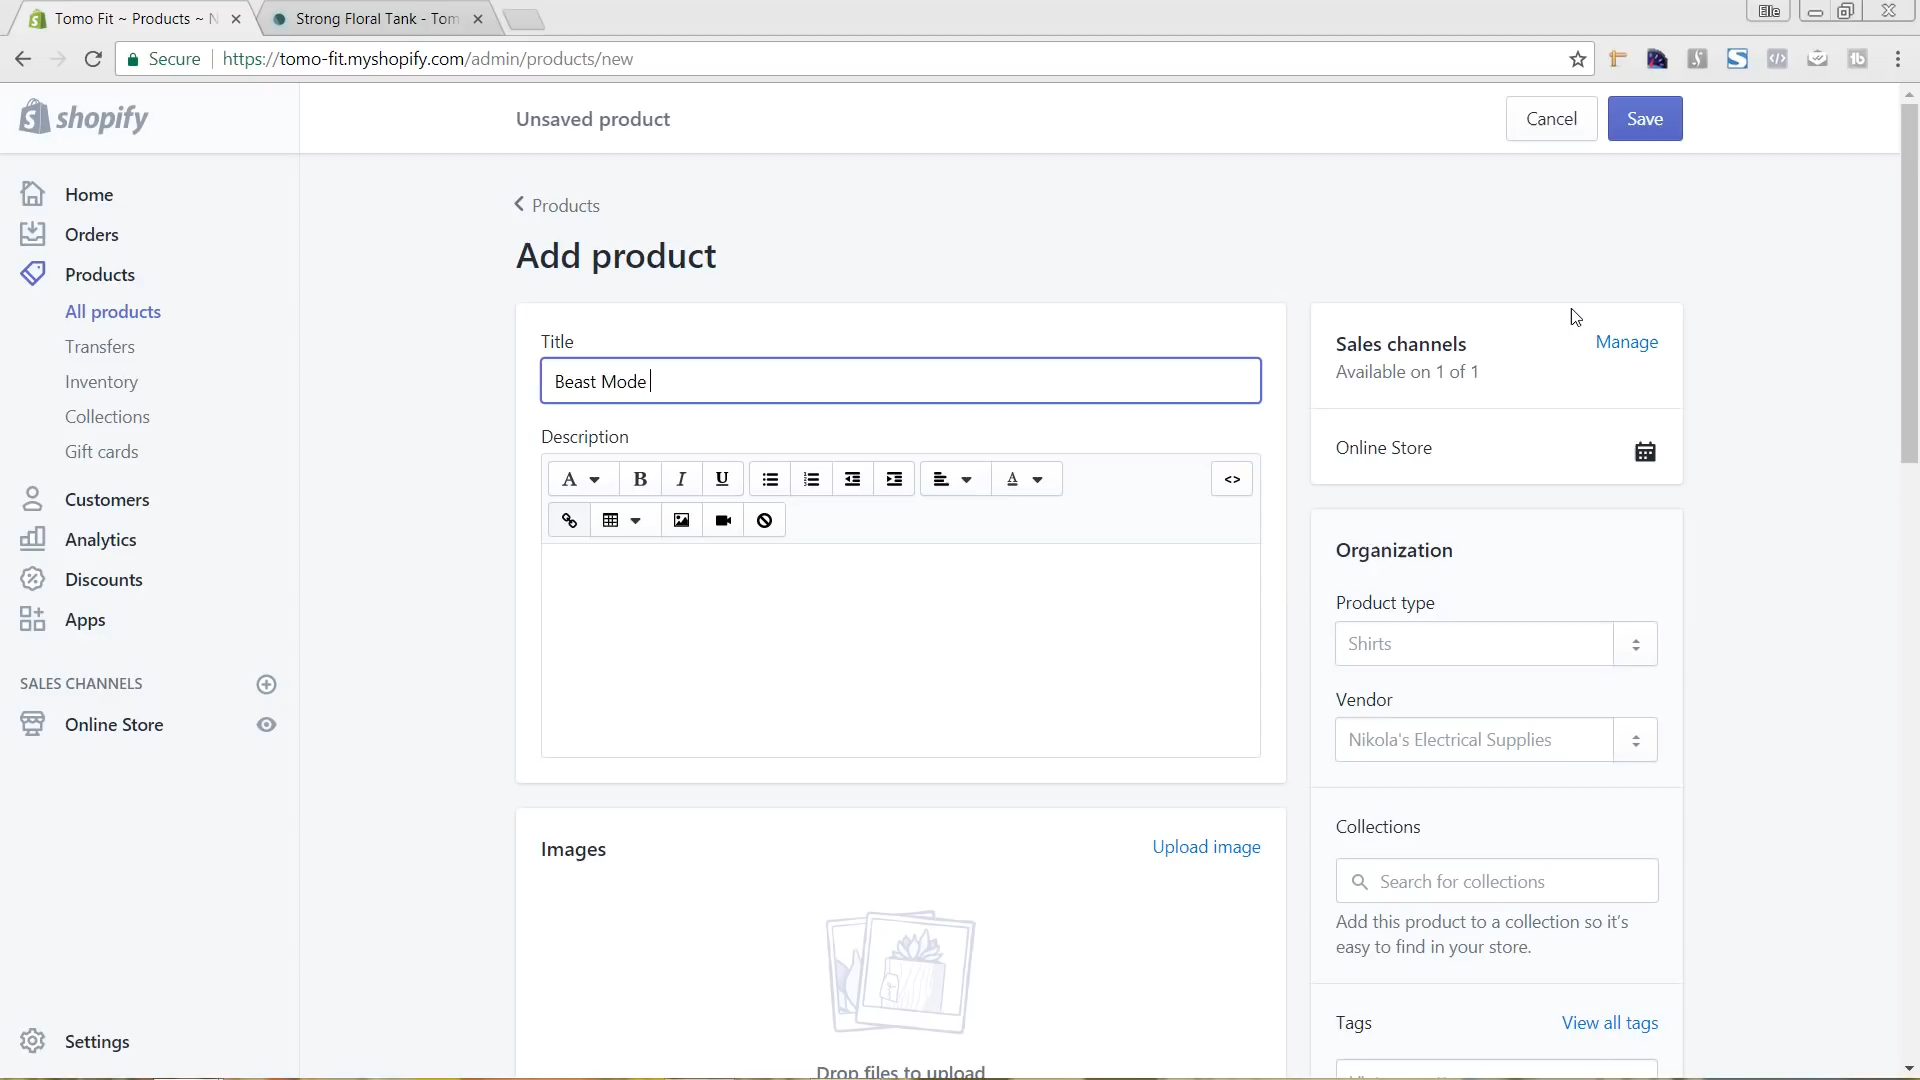 Tomo Fit ~ Products ~ N
Strong Floral Tank - Tom
Elle
Secure
https://tomo-fit.myshopify.com/admin/products/new
shopify
Unsaved product
Cancel
Save
Home
Orders
Products
All products
Transfers
Inventory
Collections
Gift cards
Customers
Analytics
Discounts
Apps
SALES CHANNELS
Online Store
Settings
Products
Add product
Title
Beast Mode
Description
A
B
I
U
A
<>
Images
Upload image
Drop files to upload
Sales channels
Manage
Available on 1 of 1
Online Store
Organization
Product type
Shirts
Vendor
Nikola's Electrical Supplies
Collections
Search for collections
Add this product to a collection so it's
easy to find in your store.
Tags
View all tags